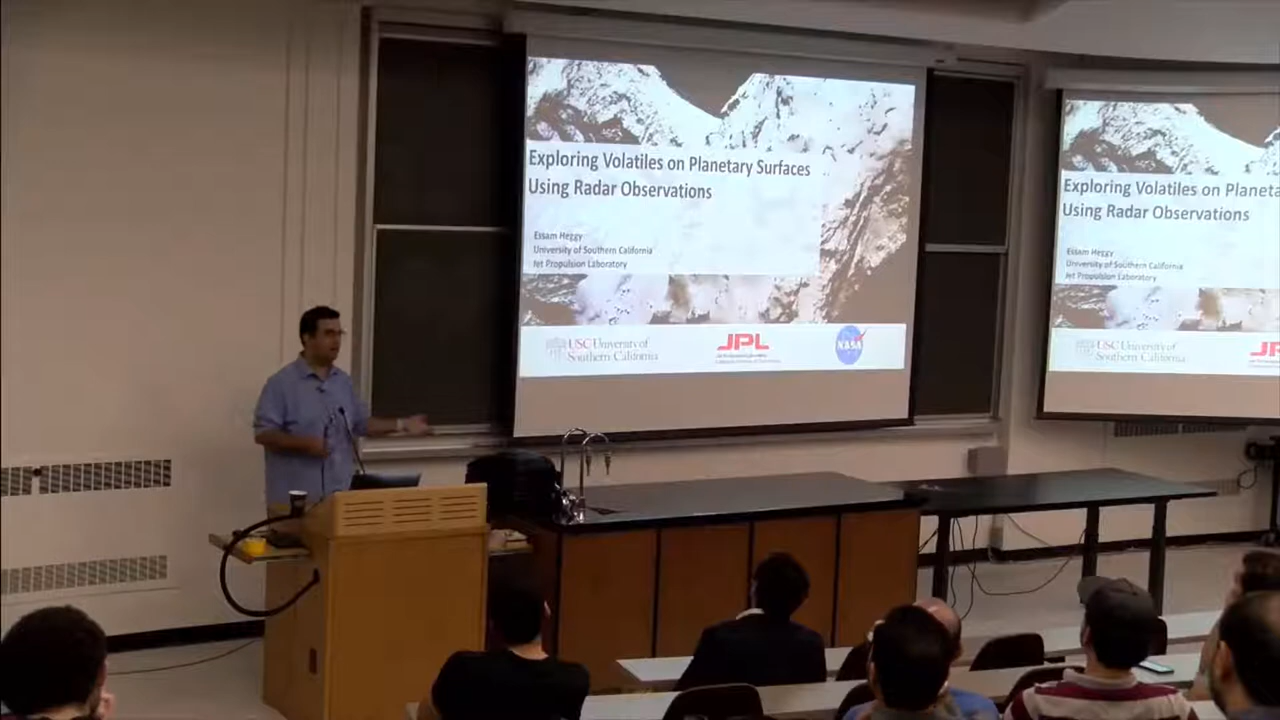 Exploring Volatiles on Planetary Surfaces
Using Radar Observations
Essam Heggy
University of Southern California
Jet Propulsion Laboratory
USC University of
Southern California
JPL
NASA
Exploring Volatiles on Planeta
Using Radar Observations
Essam Heggy
University of Southern California
Jet Propulsion Laboratory
USC University of
Southern California
JP